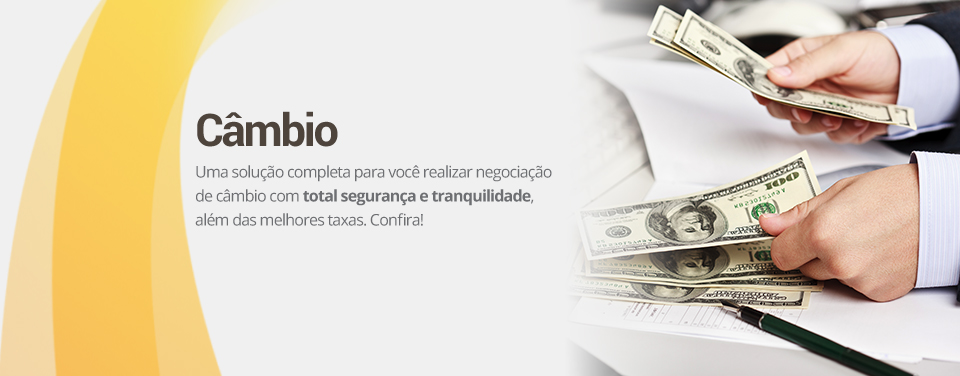 Câmbio
Uma solução completa para você realizar negociação
de câmbio com total segurança e tranquilidade,
além das melhores taxas. Confira!
100